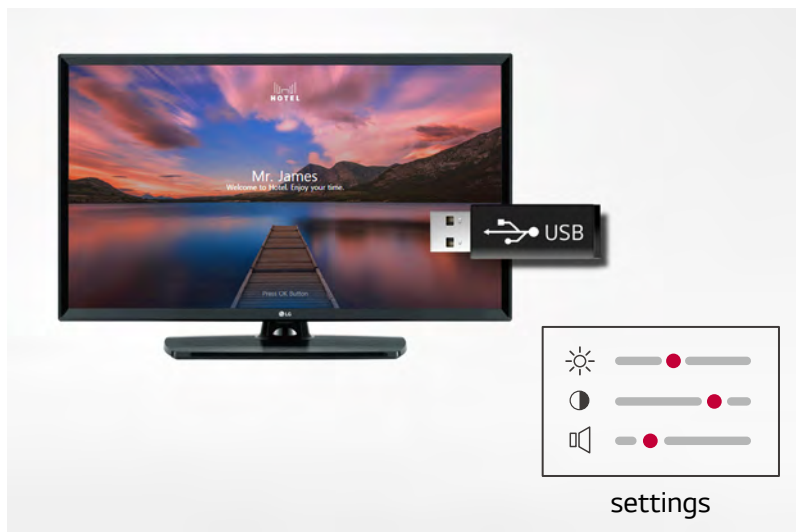 HOTEL
Mr. James
Welcome to Hotel. Enjoy your time.
USB
Press OK Button
LG
settings